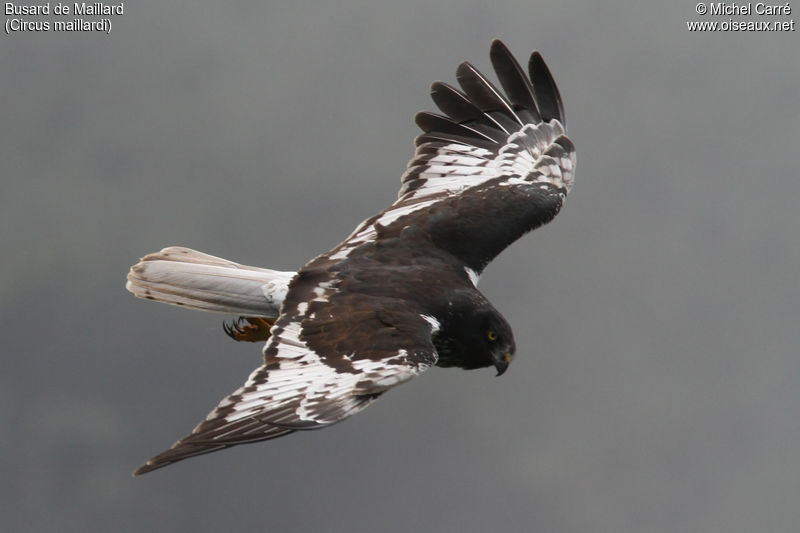 Busard de Maillard
(Circus maillardi)
© Michel Carré
www.oiseaux.net